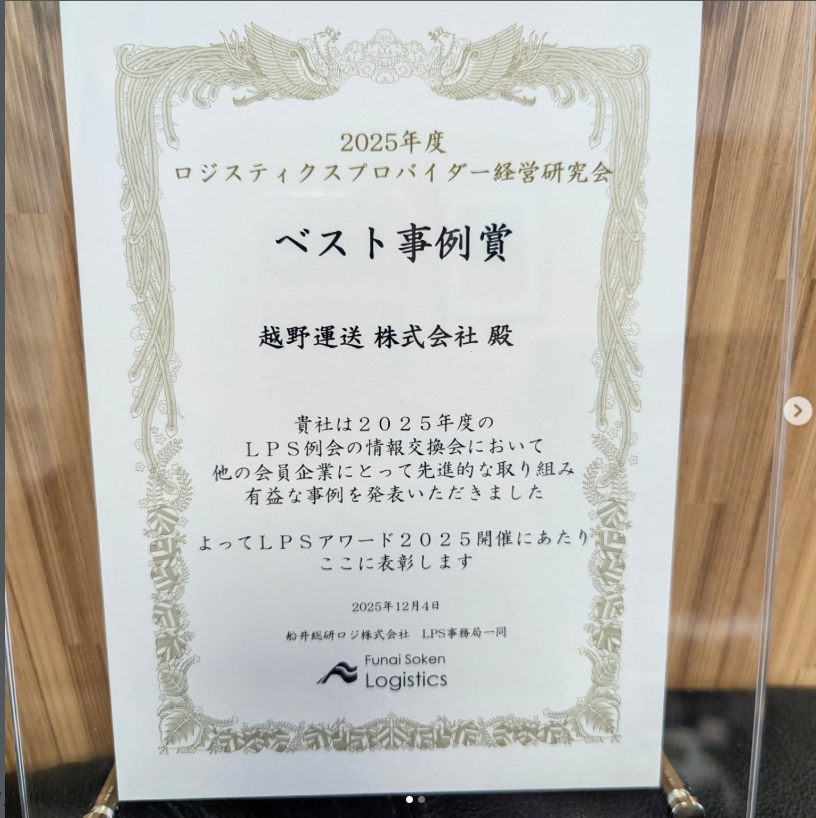 2025年度
ロジスティクスプロバイダー経営研究会
ベスト事例賞
越野運送 株式会社 殿
貴社は２０２５年度の
ＬＰＳ例会の情報交換会において
他の会員企業にとって先進的な取り組み
有益な事例を発表いただきました
よってＬＰＳアワード２０２５開催にあたり
ここに表彰します
2025年12月4日
船井総研ロジ株式会社　LPS事務局一同
Funai Soken
Logistics